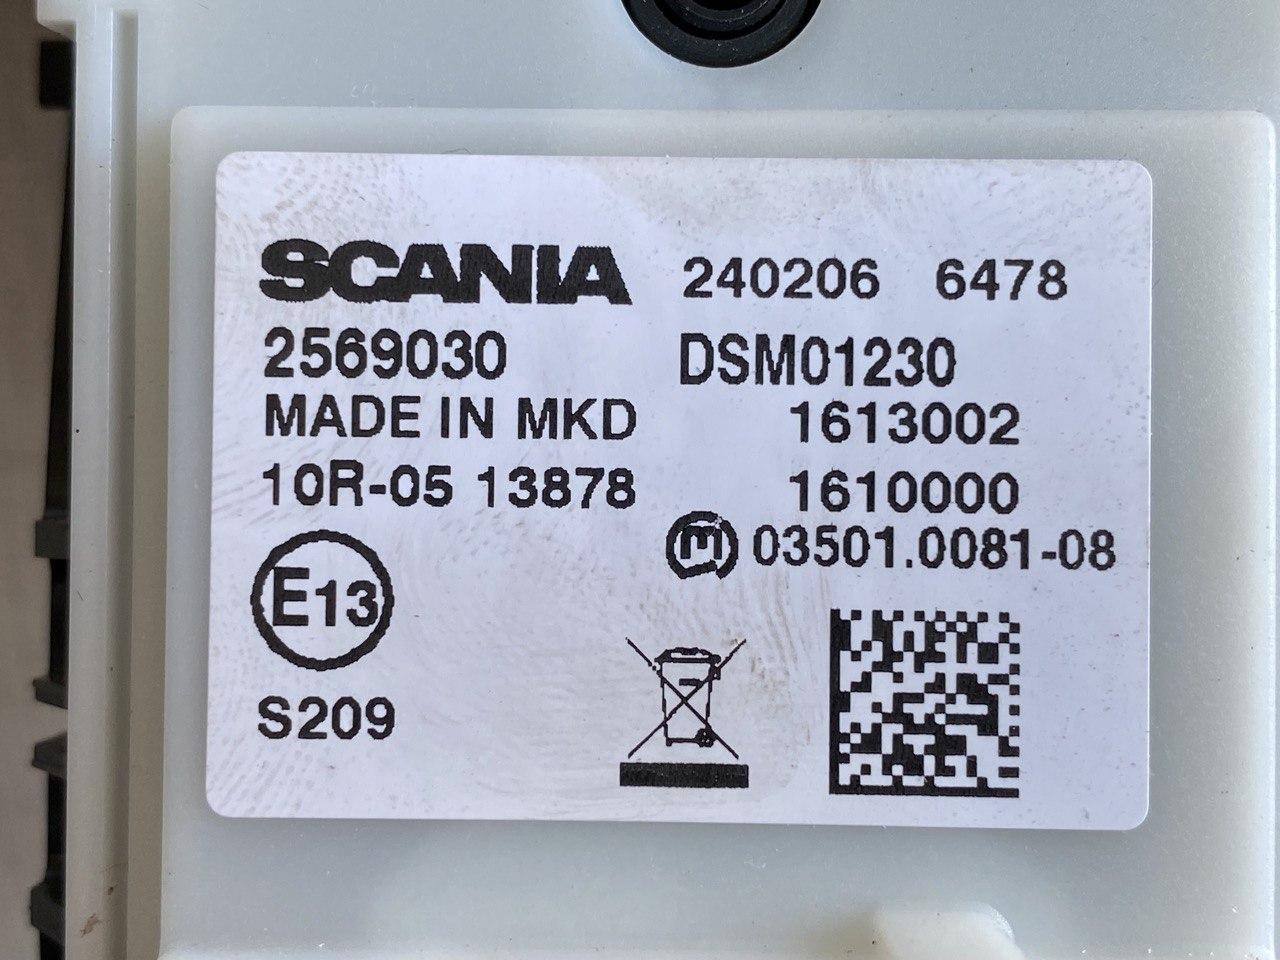 SCANIA 240206 6478
2569030 DSM01230
MADE IN MKD 1613002
10R-05 13878 1610000
m 03501.0081-08
E13
S209